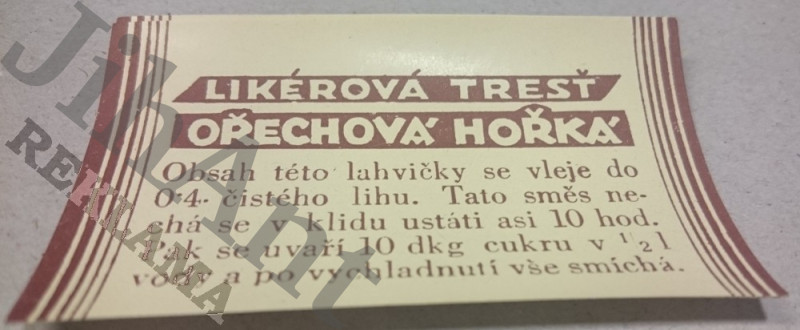 LIKÉROVÁ TRESŤ
OŘECHOVÁ HOŘKÁ
Obsah této lahvičky se vleje do
0·4· čistého lihu. Tato směs ne-
chá se v klidu ustáti asi 10 hod.
Pak se uvaří 10 dkg cukru v 1/2 l
vody a po vychladnutí vše smíchá.
JihAnt
REKLAMA